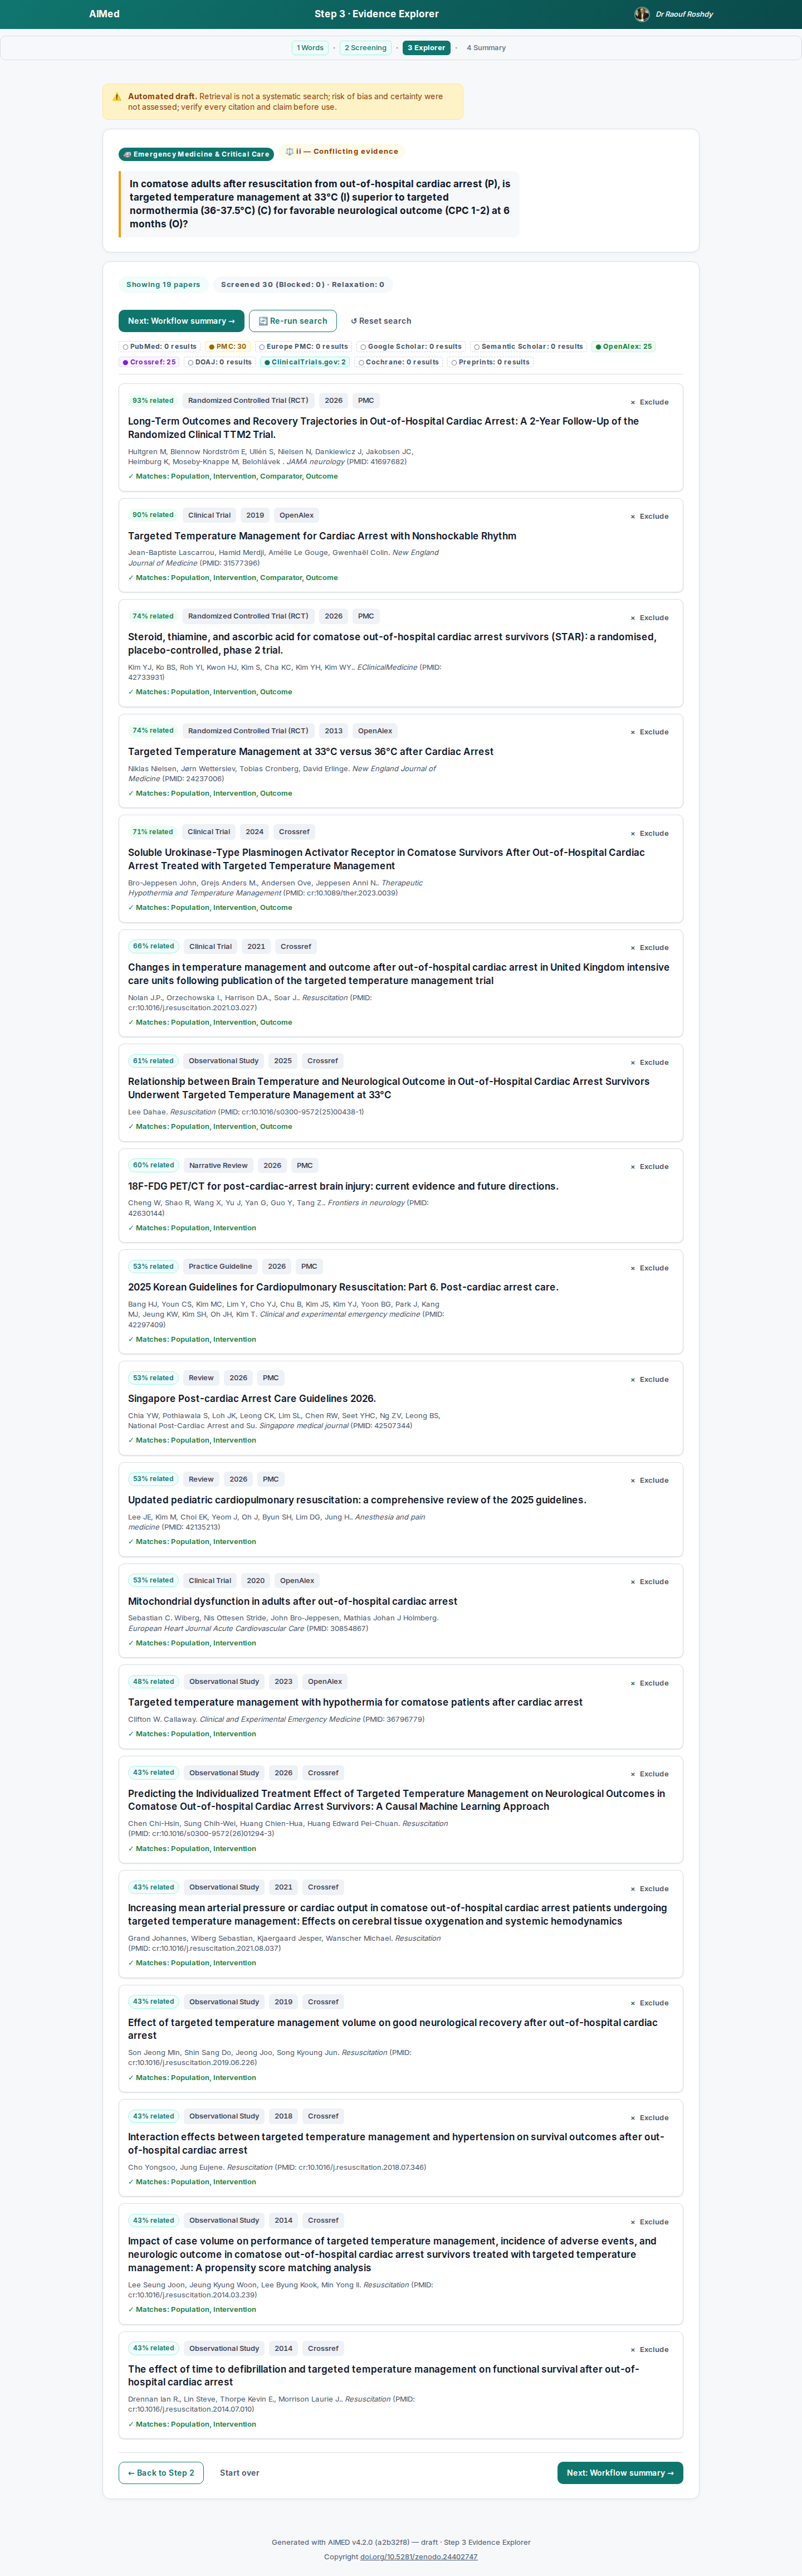 AIMed
Step 3 · Evidence Explorer
Dr Raouf Roshdy
1 Words · 2 Screening · 3 Explorer · 4 Summary
⚠️ Automated draft. Retrieval is not a systematic search; risk of bias and certainty were
not assessed; verify every citation and claim before use.
🚑 Emergency Medicine & Critical Care
⚖️ ii — Conflicting evidence
In comatose adults after resuscitation from out-of-hospital cardiac arrest (P), is
targeted temperature management at 33°C (I) superior to targeted
normothermia (36-37.5°C) (C) for favorable neurological outcome (CPC 1-2) at 6
months (O)?
Showing 19 papers
Screened 30 (Blocked: 0) · Relaxation: 0
Next: Workflow summary →
🔄 Re-run search
↺ Reset search
○ PubMed: 0 results ● PMC: 30 ○ Europe PMC: 0 results ○ Google Scholar: 0 results ○ Semantic Scholar: 0 results ● OpenAlex: 25
● Crossref: 25 ○ DOAJ: 0 results ● ClinicalTrials.gov: 2 ○ Cochrane: 0 results ○ Preprints: 0 results
93% related Randomized Controlled Trial (RCT) 2026 PMC × Exclude
Long-Term Outcomes and Recovery Trajectories in Out-of-Hospital Cardiac Arrest: A 2-Year Follow-Up of the
Randomized Clinical TTM2 Trial.
Hultgren M, Blennow Nordström E, Ullén S, Nielsen N, Dankiewicz J, Jakobsen JC,
Heimburg K, Moseby-Knappe M, Belohlávek . JAMA neurology (PMID: 41697682)
✓ Matches: Population, Intervention, Comparator, Outcome
90% related Clinical Trial 2019 OpenAlex × Exclude
Targeted Temperature Management for Cardiac Arrest with Nonshockable Rhythm
Jean-Baptiste Lascarrou, Hamid Merdji, Amélie Le Gouge, Gwenhaël Colin. New England
Journal of Medicine (PMID: 31577396)
✓ Matches: Population, Intervention, Comparator, Outcome
74% related Randomized Controlled Trial (RCT) 2026 PMC × Exclude
Steroid, thiamine, and ascorbic acid for comatose out-of-hospital cardiac arrest survivors (STAR): a randomised,
placebo-controlled, phase 2 trial.
Kim YJ, Ko BS, Roh YI, Kwon HJ, Kim S, Cha KC, Kim YH, Kim WY.. EClinicalMedicine (PMID:
42733931)
✓ Matches: Population, Intervention, Outcome
74% related Randomized Controlled Trial (RCT) 2013 OpenAlex × Exclude
Targeted Temperature Management at 33°C versus 36°C after Cardiac Arrest
Niklas Nielsen, Jørn Wetterslev, Tobias Cronberg, David Erlinge. New England Journal of
Medicine (PMID: 24237006)
✓ Matches: Population, Intervention, Outcome
71% related Clinical Trial 2024 Crossref × Exclude
Soluble Urokinase-Type Plasminogen Activator Receptor in Comatose Survivors After Out-of-Hospital Cardiac
Arrest Treated with Targeted Temperature Management
Bro-Jeppesen John, Grejs Anders M., Andersen Ove, Jeppesen Anni N.. Therapeutic
Hypothermia and Temperature Management (PMID: cr:10.1089/ther.2023.0039)
✓ Matches: Population, Intervention, Outcome
66% related Clinical Trial 2021 Crossref × Exclude
Changes in temperature management and outcome after out-of-hospital cardiac arrest in United Kingdom intensive
care units following publication of the targeted temperature management trial
Nolan J.P., Orzechowska I., Harrison D.A., Soar J.. Resuscitation (PMID:
cr:10.1016/j.resuscitation.2021.03.027)
✓ Matches: Population, Intervention, Outcome
61% related Observational Study 2025 Crossref × Exclude
Relationship between Brain Temperature and Neurological Outcome in Out-of-Hospital Cardiac Arrest Survivors
Underwent Targeted Temperature Management at 33°C
Lee Dahae. Resuscitation (PMID: cr:10.1016/s0300-9572(25)00438-1)
✓ Matches: Population, Intervention, Outcome
60% related Narrative Review 2026 PMC × Exclude
18F-FDG PET/CT for post-cardiac-arrest brain injury: current evidence and future directions.
Cheng W, Shao R, Wang X, Yu J, Yan G, Guo Y, Tang Z.. Frontiers in neurology (PMID:
42630144)
✓ Matches: Population, Intervention
53% related Practice Guideline 2026 PMC × Exclude
2025 Korean Guidelines for Cardiopulmonary Resuscitation: Part 6. Post-cardiac arrest care.
Bang HJ, Youn CS, Kim MC, Lim Y, Cho YJ, Chu B, Kim JS, Kim YJ, Yoon BG, Park J, Kang
MJ, Jeung KW, Kim SH, Oh JH, Kim T. Clinical and experimental emergency medicine (PMID:
42297409)
✓ Matches: Population, Intervention
53% related Review 2026 PMC × Exclude
Singapore Post-cardiac Arrest Care Guidelines 2026.
Chia YW, Pothiawala S, Loh JK, Leong CK, Lim SL, Chen RW, Seet YHC, Ng ZV, Leong BS,
National Post-Cardiac Arrest and Su. Singapore medical journal (PMID: 42507344)
✓ Matches: Population, Intervention
53% related Review 2026 PMC × Exclude
Updated pediatric cardiopulmonary resuscitation: a comprehensive review of the 2025 guidelines.
Lee JE, Kim M, Choi EK, Yeom J, Oh J, Byun SH, Lim DG, Jung H.. Anesthesia and pain
medicine (PMID: 42135213)
✓ Matches: Population, Intervention
53% related Clinical Trial 2020 OpenAlex × Exclude
Mitochondrial dysfunction in adults after out-of-hospital cardiac arrest
Sebastian C. Wiberg, Nis Ottesen Stride, John Bro-Jeppesen, Mathias Johan J Holmberg.
European Heart Journal Acute Cardiovascular Care (PMID: 30854867)
✓ Matches: Population, Intervention
48% related Observational Study 2023 OpenAlex × Exclude
Targeted temperature management with hypothermia for comatose patients after cardiac arrest
Clifton W. Callaway. Clinical and Experimental Emergency Medicine (PMID: 36796779)
✓ Matches: Population, Intervention
43% related Observational Study 2026 Crossref × Exclude
Predicting the Individualized Treatment Effect of Targeted Temperature Management on Neurological Outcomes in
Comatose Out-of-hospital Cardiac Arrest Survivors: A Causal Machine Learning Approach
Chen Chi-Hsin, Sung Chih-Wei, Huang Chien-Hua, Huang Edward Pei-Chuan. Resuscitation
(PMID: cr:10.1016/s0300-9572(26)01294-3)
✓ Matches: Population, Intervention
43% related Observational Study 2021 Crossref × Exclude
Increasing mean arterial pressure or cardiac output in comatose out-of-hospital cardiac arrest patients undergoing
targeted temperature management: Effects on cerebral tissue oxygenation and systemic hemodynamics
Grand Johannes, Wiberg Sebastian, Kjaergaard Jesper, Wanscher Michael. Resuscitation
(PMID: cr:10.1016/j.resuscitation.2021.08.037)
✓ Matches: Population, Intervention
43% related Observational Study 2019 Crossref × Exclude
Effect of targeted temperature management volume on good neurological recovery after out-of-hospital cardiac
arrest
Son Jeong Min, Shin Sang Do, Jeong Joo, Song Kyoung Jun. Resuscitation (PMID:
cr:10.1016/j.resuscitation.2019.06.226)
✓ Matches: Population, Intervention
43% related Observational Study 2018 Crossref × Exclude
Interaction effects between targeted temperature management and hypertension on survival outcomes after out-
of-hospital cardiac arrest
Cho Yongsoo, Jung Eujene. Resuscitation (PMID: cr:10.1016/j.resuscitation.2018.07.346)
✓ Matches: Population, Intervention
43% related Observational Study 2014 Crossref × Exclude
Impact of case volume on performance of targeted temperature management, incidence of adverse events, and
neurologic outcome in comatose out-of-hospital cardiac arrest survivors treated with targeted temperature
management: A propensity score matching analysis
Lee Seung Joon, Jeung Kyung Woon, Lee Byung Kook, Min Yong Il. Resuscitation (PMID:
cr:10.1016/j.resuscitation.2014.03.239)
✓ Matches: Population, Intervention
43% related Observational Study 2014 Crossref × Exclude
The effect of time to defibrillation and targeted temperature management on functional survival after out-of-
hospital cardiac arrest
Drennan Ian R., Lin Steve, Thorpe Kevin E., Morrison Laurie J.. Resuscitation (PMID:
cr:10.1016/j.resuscitation.2014.07.010)
✓ Matches: Population, Intervention
← Back to Step 2
Start over
Next: Workflow summary →
Generated with AIMED v4.2.0 (a2b32f8) — draft · Step 3 Evidence Explorer
Copyright doi.org/10.5281/zenodo.24402747